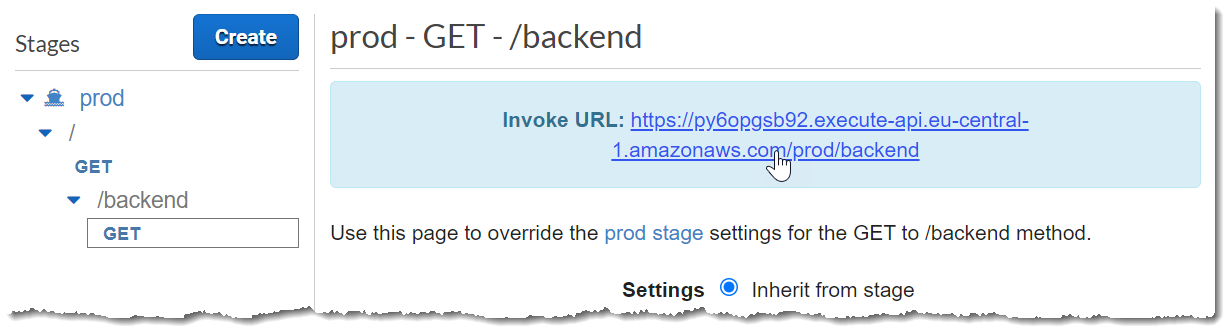 Stages
Create
prod
/
GET
/backend
GET
prod - GET - /backend
Invoke URL: https://py6opgsb92.execute-api.eu-central-
1.amazonaws.com/prod/backend
Use this page to override the prod stage settings for the GET to /backend method.
Settings Inherit from stage